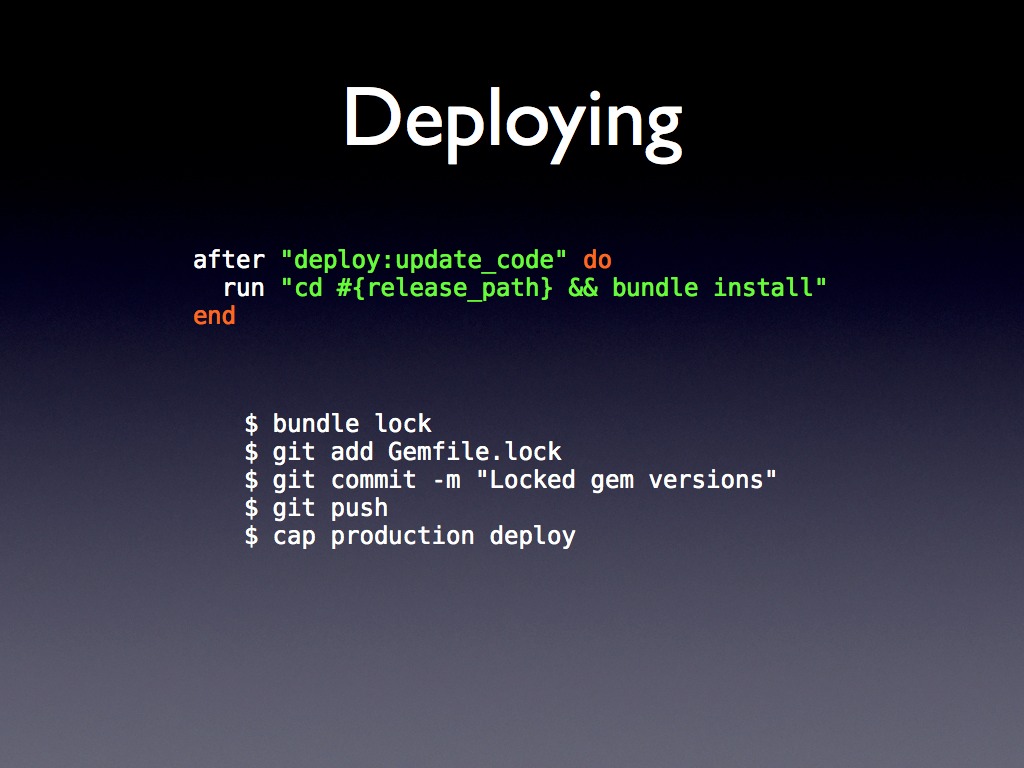 Deploying
after "deploy:update_code" do
  run "cd #{release_path} && bundle install"
end
$ bundle lock
$ git add Gemfile.lock
$ git commit -m "Locked gem versions"
$ git push
$ cap production deploy